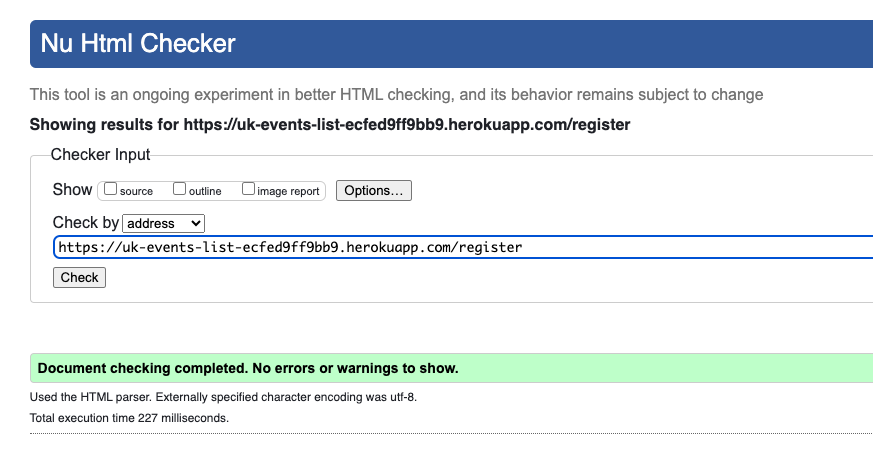 Nu Html Checker
This tool is an ongoing experiment in better HTML checking, and its behavior remains subject to change
Showing results for https://uk-events-list-ecfed9ff9bb9.herokuapp.com/register
Checker Input
Show source outline image report Options...
Check by address
https://uk-events-list-ecfed9ff9bb9.herokuapp.com/register
Check
Document checking completed. No errors or warnings to show.
Used the HTML parser. Externally specified character encoding was utf-8.
Total execution time 227 milliseconds.